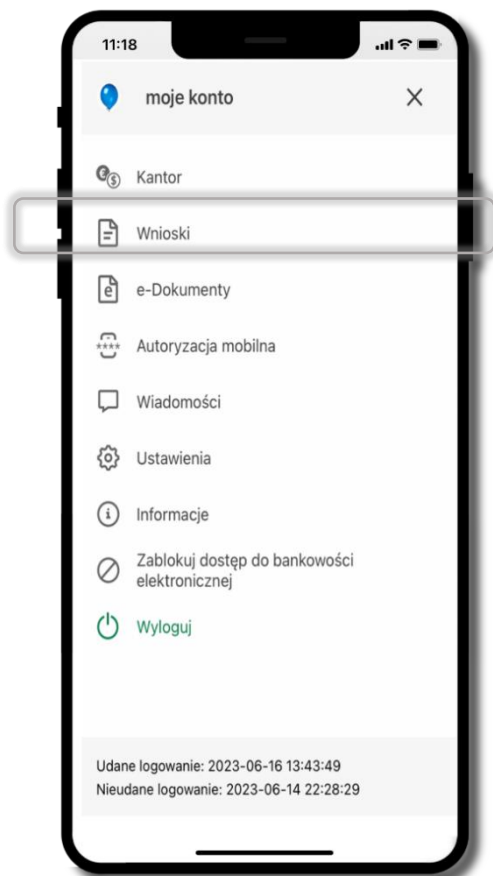 11:18
moje konto
Kantor
Wnioski
e-Dokumenty
Autoryzacja mobilna
Wiadomości
Ustawienia
Informacje
Zablokuj dostęp do bankowości
elektronicznej
Wyloguj
Udane logowanie: 2023-06-16 13:43:49
Nieudane logowanie: 2023-06-14 22:28:29